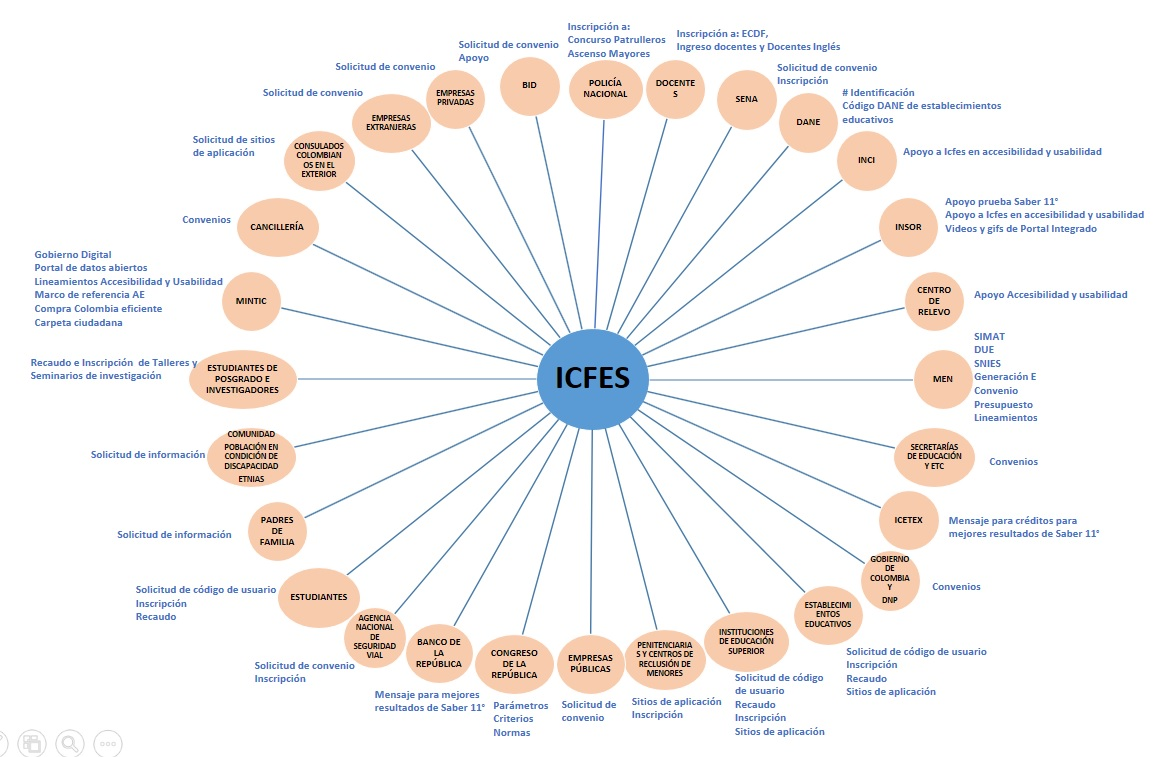 Inscripción a:
Concurso Patrulleros
Ascenso Mayores
Inscripción a: ECDF,
Ingreso docentes y Docentes Inglés
Solicitud de convenio
Apoyo
Solicitud de convenio
Solicitud de convenio
Solicitud de convenio
Inscripción
# Identificación
Código DANE de establecimientos
educativos
BID
POLICÍA
NACIONAL
DOCENTE
S
SENA
EMPRESAS
PRIVADAS
EMPRESAS
EXTRANJERAS
DANE
Solicitud de sitios
de aplicación
CONSULADOS
COLOMBIAN
OS EN EL
EXTERIOR
INCI
Apoyo a Icfes en accesibilidad y usabilidad
Convenios
CANCILLERÍA
INSOR
Apoyo prueba Saber 11°
Apoyo a Icfes en accesibilidad y usabilidad
Videos y gifs de Portal Integrado
Gobierno Digital
Portal de datos abiertos
Lineamientos Accesibilidad y Usabilidad
Marco de referencia AE
Compra Colombia eficiente
Carpeta ciudadana
MINTIC
CENTRO
DE
RELEVO
Apoyo Accesibilidad y usabilidad
Recaudo e Inscripción de Talleres y
Seminarios de investigación
ESTUDIANTES DE
POSGRADO E
INVESTIGADORES
ICFES
MEN
SIMAT
DUE
SNIES
Generación E
Convenio
Presupuesto
Lineamientos
Solicitud de información
COMUNIDAD
POBLACIÓN EN
CONDICIÓN DE
DISCAPACIDAD
ETNIAS
SECRETARÍAS
DE EDUCACIÓN
Y ETC
Convenios
Solicitud de información
PADRES
DE
FAMILIA
ICETEX
Mensaje para créditos para
mejores resultados de Saber 11°
Solicitud de código de usuario
Inscripción
Recaudo
ESTUDIANTES
GOBIERNO
DE
COLOMBIA
Y
DNP
Convenios
AGENCIA
NACIONAL
DE
SEGURIDAD
VIAL
Solicitud de convenio
Inscripción
BANCO DE
LA
REPÚBLICA
Mensaje para mejores
resultados de Saber 11°
CONGRESO
DE LA
REPÚBLICA
Parámetros
Criterios
Normas
EMPRESAS
PÚBLICAS
Solicitud de
convenio
PENITENCIARIA
S Y CENTROS DE
RECLUSIÓN DE
MENORES
Sitios de aplicación
Inscripción
INSTITUCIONES
DE EDUCACIÓN
SUPERIOR
Solicitud de código
de usuario
Recaudo
Inscripción
Sitios de aplicación
ESTABLECIMI
ENTOS
EDUCATIVOS
Solicitud de código de usuario
Inscripción
Recaudo
Sitios de aplicación